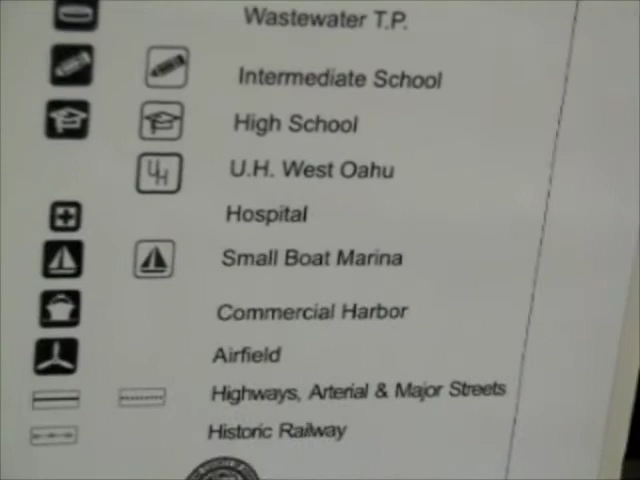 Wastewater T.P.
Intermediate School
High School
UH U.H. West Oahu
Hospital
Small Boat Marina
Commercial Harbor
Airfield
Highways, Arterial & Major Streets
Historic Railway